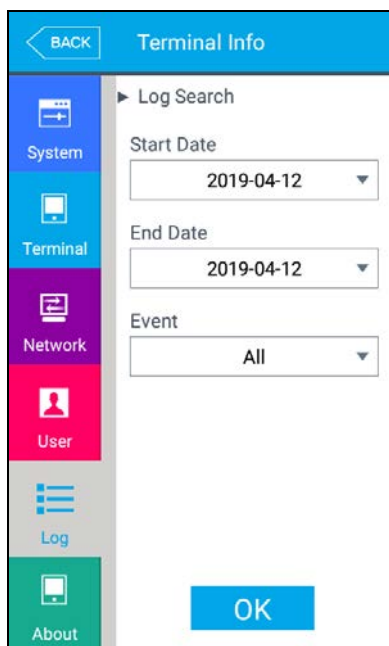 BACK
Terminal Info
System
Terminal
Network
User
Log
About
Log Search
Start Date
2019-04-12
End Date
2019-04-12
Event
All
OK